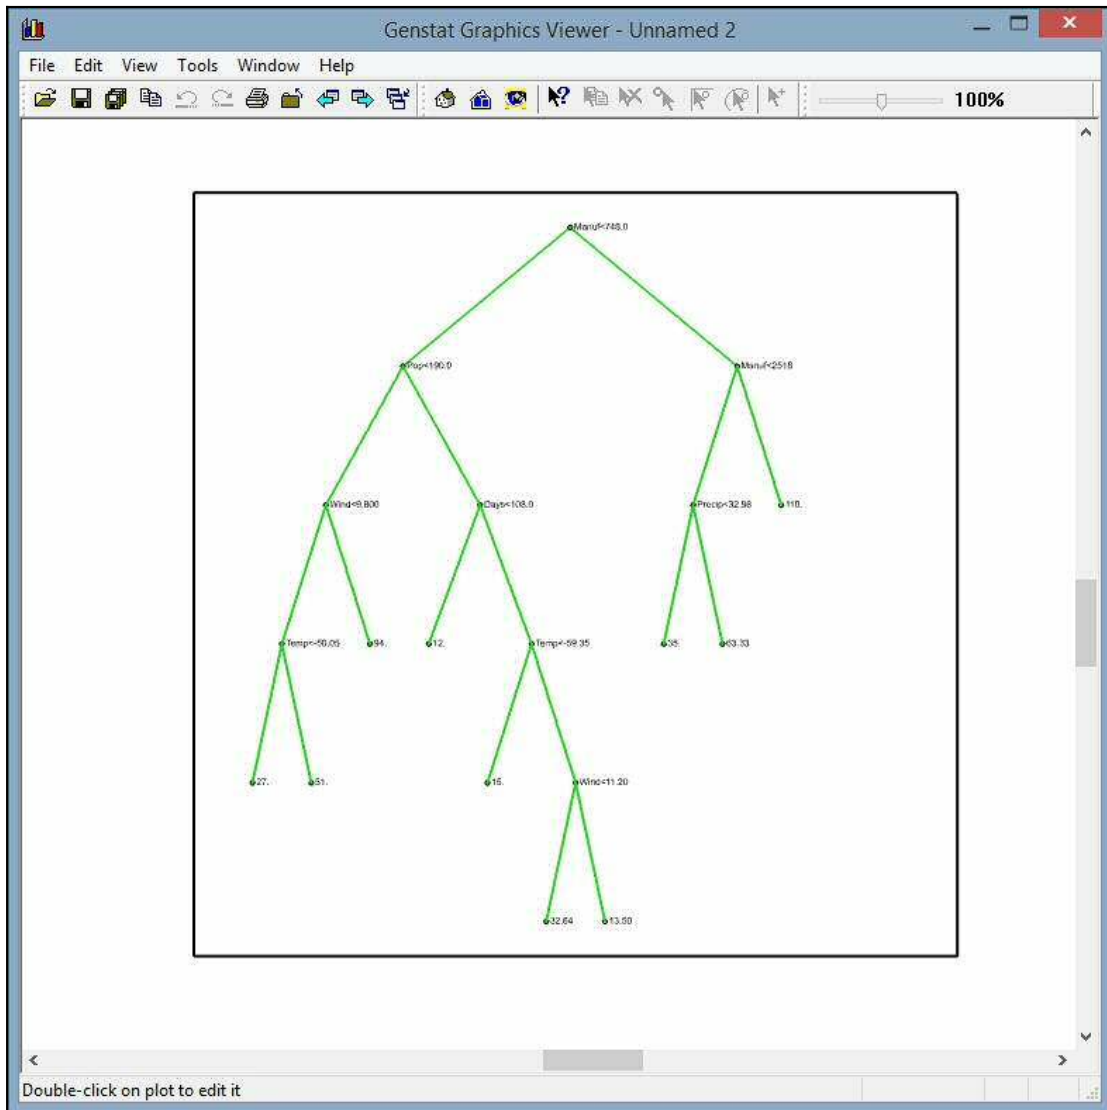 Genstat Graphics Viewer - Unnamed 2
File Edit View Tools Window Help
100%
Manuf<748.0
Pop<190.0 Manuf<2518
Wind<9.800 Days<108.0 Precip<32.98 110.
Temp<-50.05 94. 12. Temp<-59.35 35. 63.33
27. 51. 15. Wind<11.20
32.64 13.50
Double-click on plot to edit it